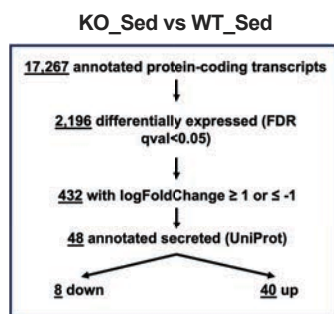 KO_Sed vs WT_Sed
17,267 annotated protein-coding transcripts
2,196 differentially expressed (FDR
qval<0.05)
432 with logFoldChange ≥ 1 or ≤ -1
48 annotated secreted (UniProt)
8 down 40 up